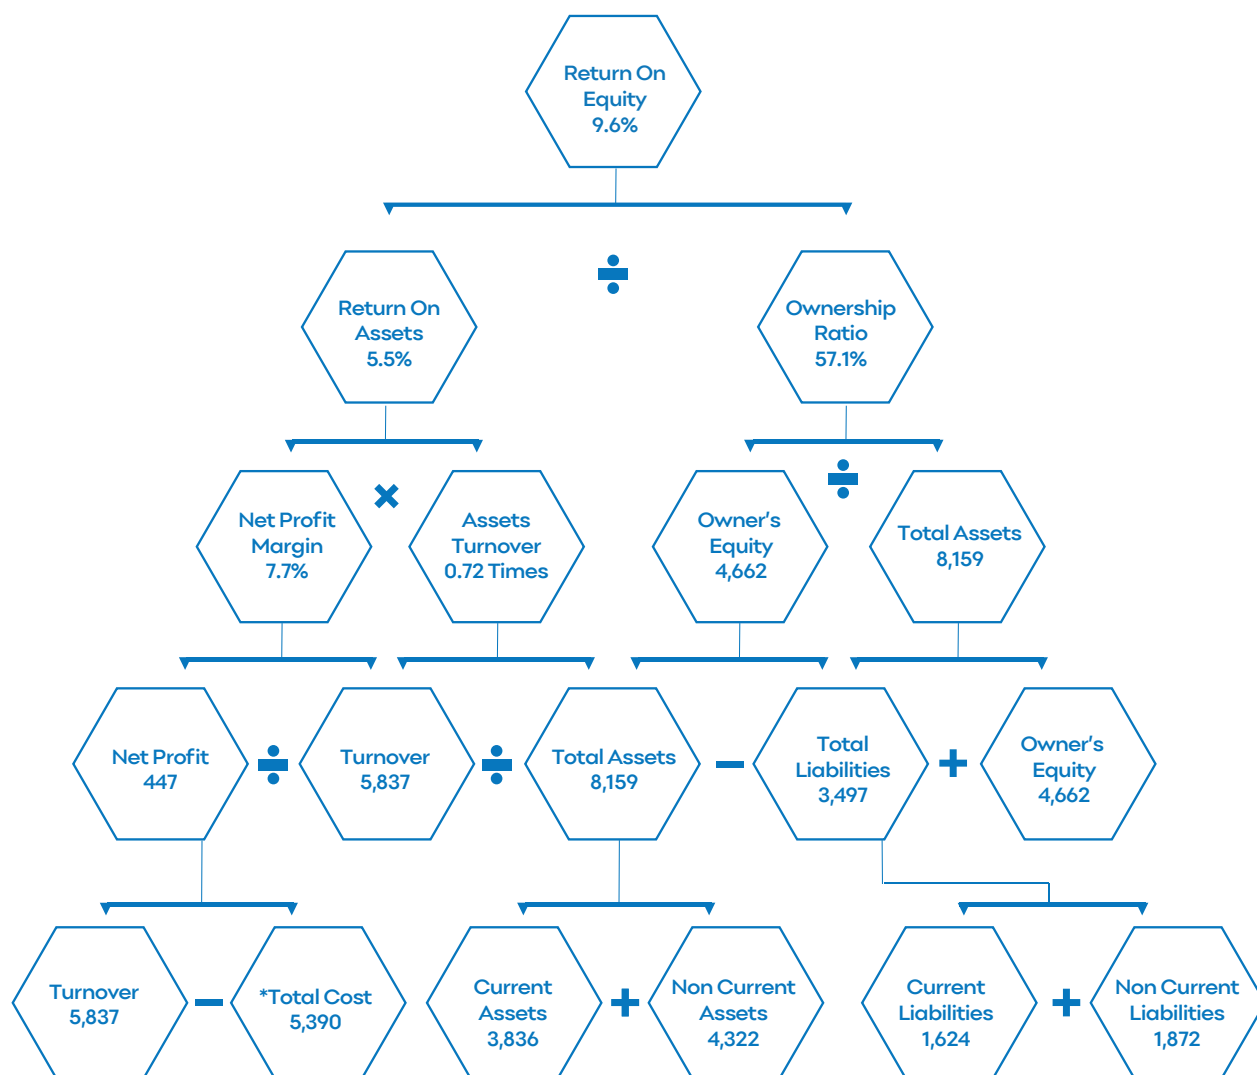 Return On
Equity
9.6%
÷
Return On
Assets
5.5%
Ownership
Ratio
57.1%
×
÷
Net Profit
Margin
7.7%
Assets
Turnover
0.72 Times
Owner's
Equity
4,662
Total Assets
8,159
Net Profit
447
÷
Turnover
5,837
÷
Total Assets
8,159
−
Total
Liabilities
3,497
+
Owner's
Equity
4,662
Turnover
5,837
−
*Total Cost
5,390
Current
Assets
3,836
+
Non Current
Assets
4,322
Current
Liabilities
1,624
+
Non Current
Liabilities
1,872